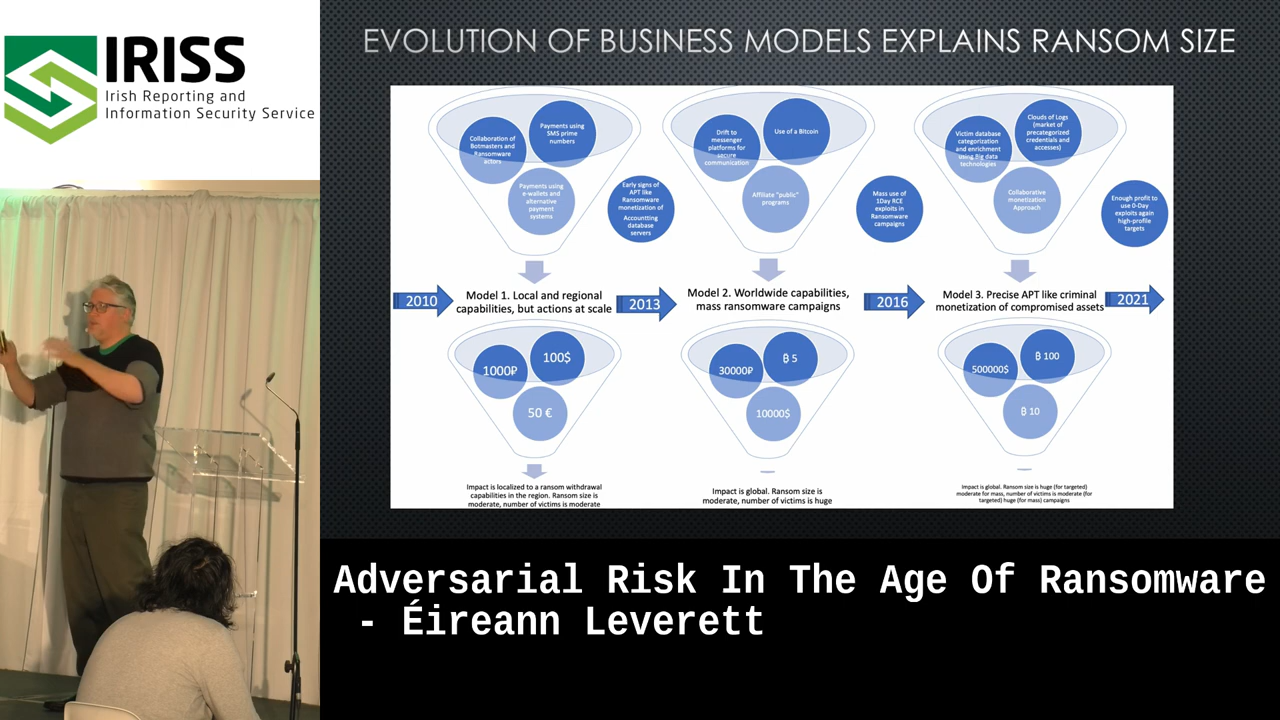 IRISS
Irish Reporting and
Information Security Service
EVOLUTION OF BUSINESS MODELS EXPLAINS RANSOM SIZE
Collaboration of
Botmasters and
Ransomware
actors
Payments using
SMS prime
numbers
Payments using
e-wallets and
alternative
payment
systems
Early signs of
APT like
Ransomware
monetization of
Accountting
database
servers
Drift to
messenger
platforms for
secure
communication
Use of a Bitcoin
Affiliate "public"
programs
Mass use of
1Day RCE
exploits in
Ransomware
campaigns
Victim database
categorization
and enrichment
using Big data
technologies
Clouds of Logs
(market of
precategorized
credentials and
accesses)
Collaborative
monetization
Approach
Enough profit to
use 0-Day
exploits again
high-profile
targets
2010
Model 1. Local and regional
capabilities, but actions at scale
2013
Model 2. Worldwide capabilities,
mass ransomware campaigns
2016
Model 3. Precise APT like criminal
monetization of compromised assets
2021
1000₽
100$
50 €
30000₽
₿ 5
10000$
500000$
₿ 100
₿ 10
Impact is localized to a ransom withdrawal
capabilities in the region. Ransom size is
moderate, number of victims is moderate
Impact is global. Ransom size is
moderate, number of victims is huge
Impact is global. Ransom size is huge (for targeted)
moderate for mass, number of victims is moderate (for
targeted) huge (for mass) campaigns
Adversarial Risk In The Age Of Ransomware
- Éireann Leverett